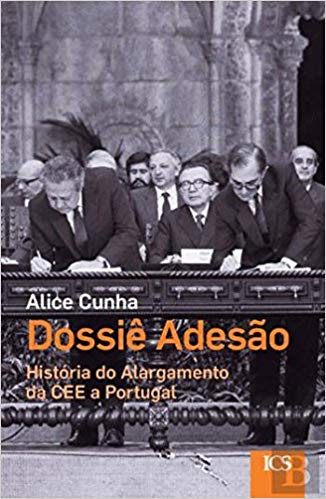 Alice Cunha
Dossiê Adesão
História do Alargamento
da CEE a Portugal
ICS
B